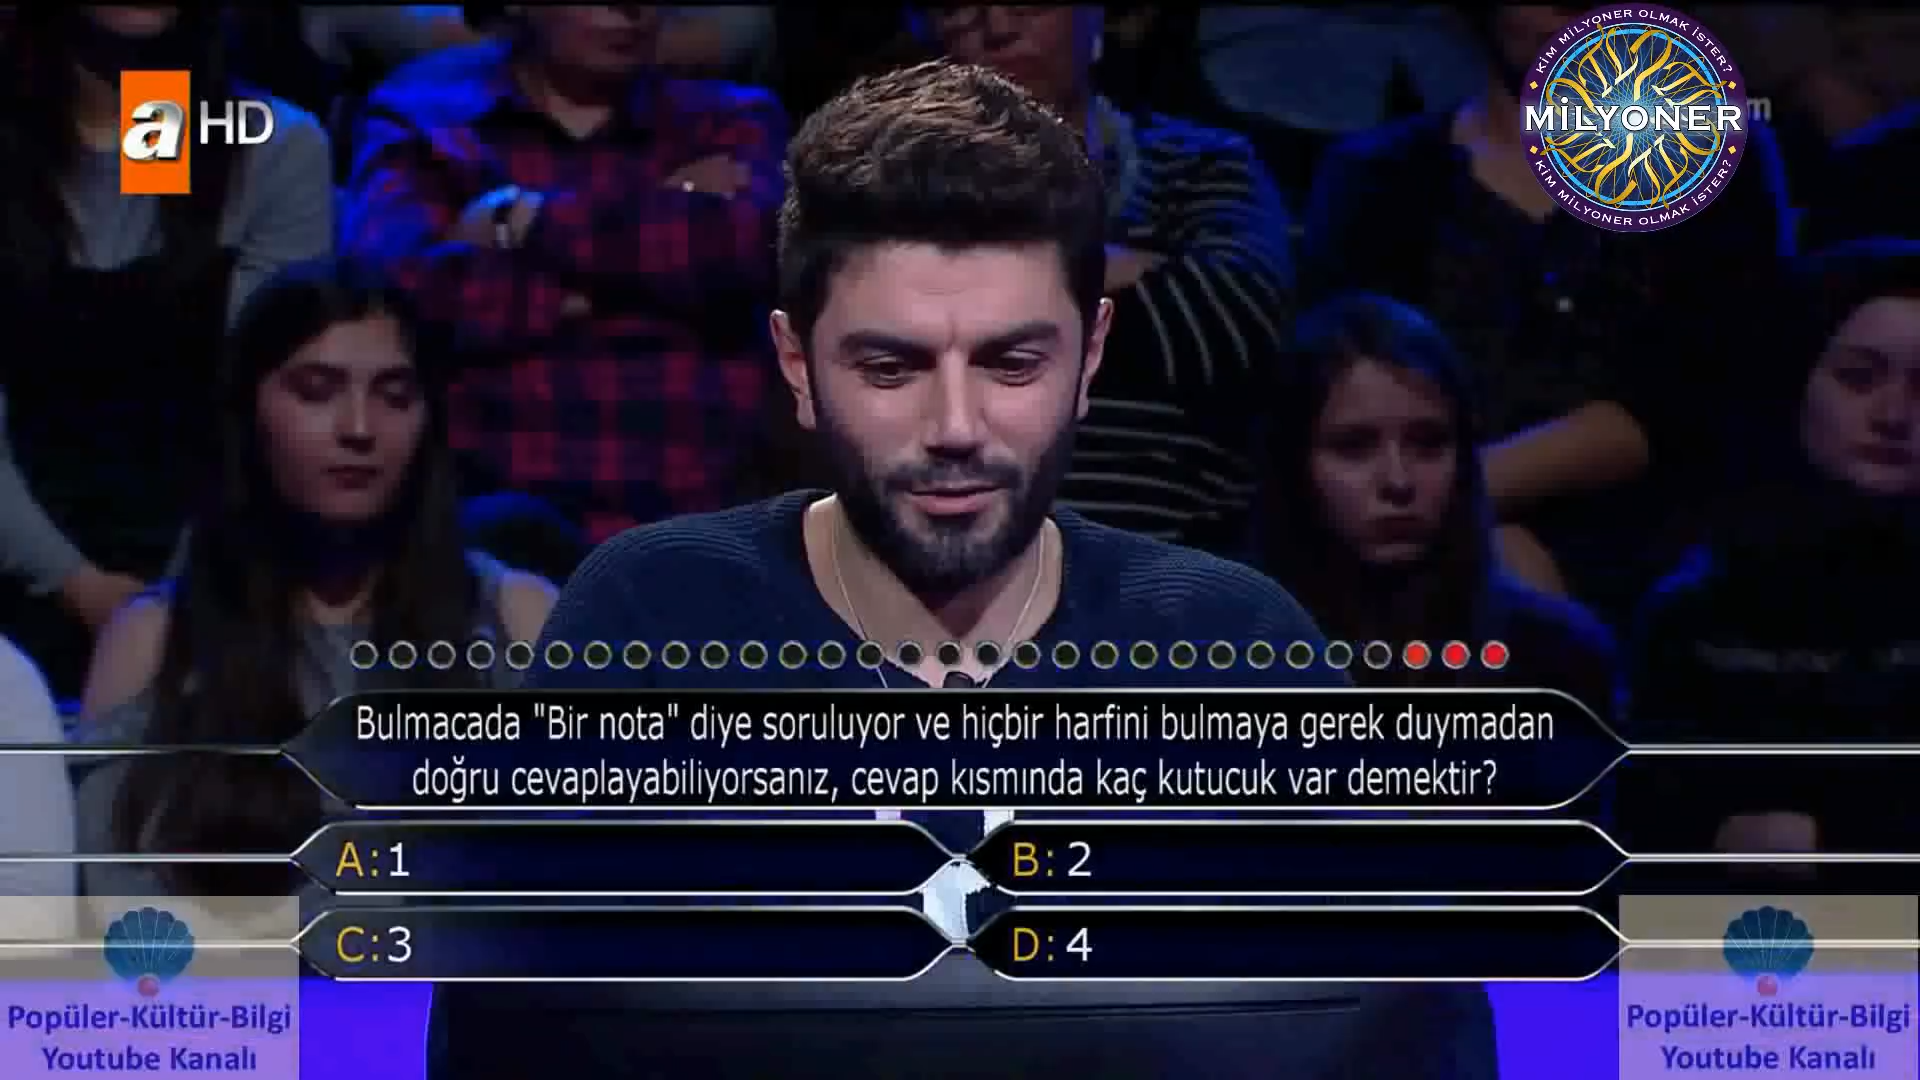 a HD
KİM MİLYONER OLMAK İSTER?
MİLYONER
KİM MİLYONER OLMAK İSTER?
Bulmacada "Bir nota" diye soruluyor ve hiçbir harfini bulmaya gerek duymadan
doğru cevaplayabiliyorsanız, cevap kısmında kaç kutucuk var demektir?
A: 1
B: 2
C: 3
D: 4
Popüler-Kültür-Bilgi
Youtube Kanalı
Popüler-Kültür-Bilgi
Youtube Kanalı